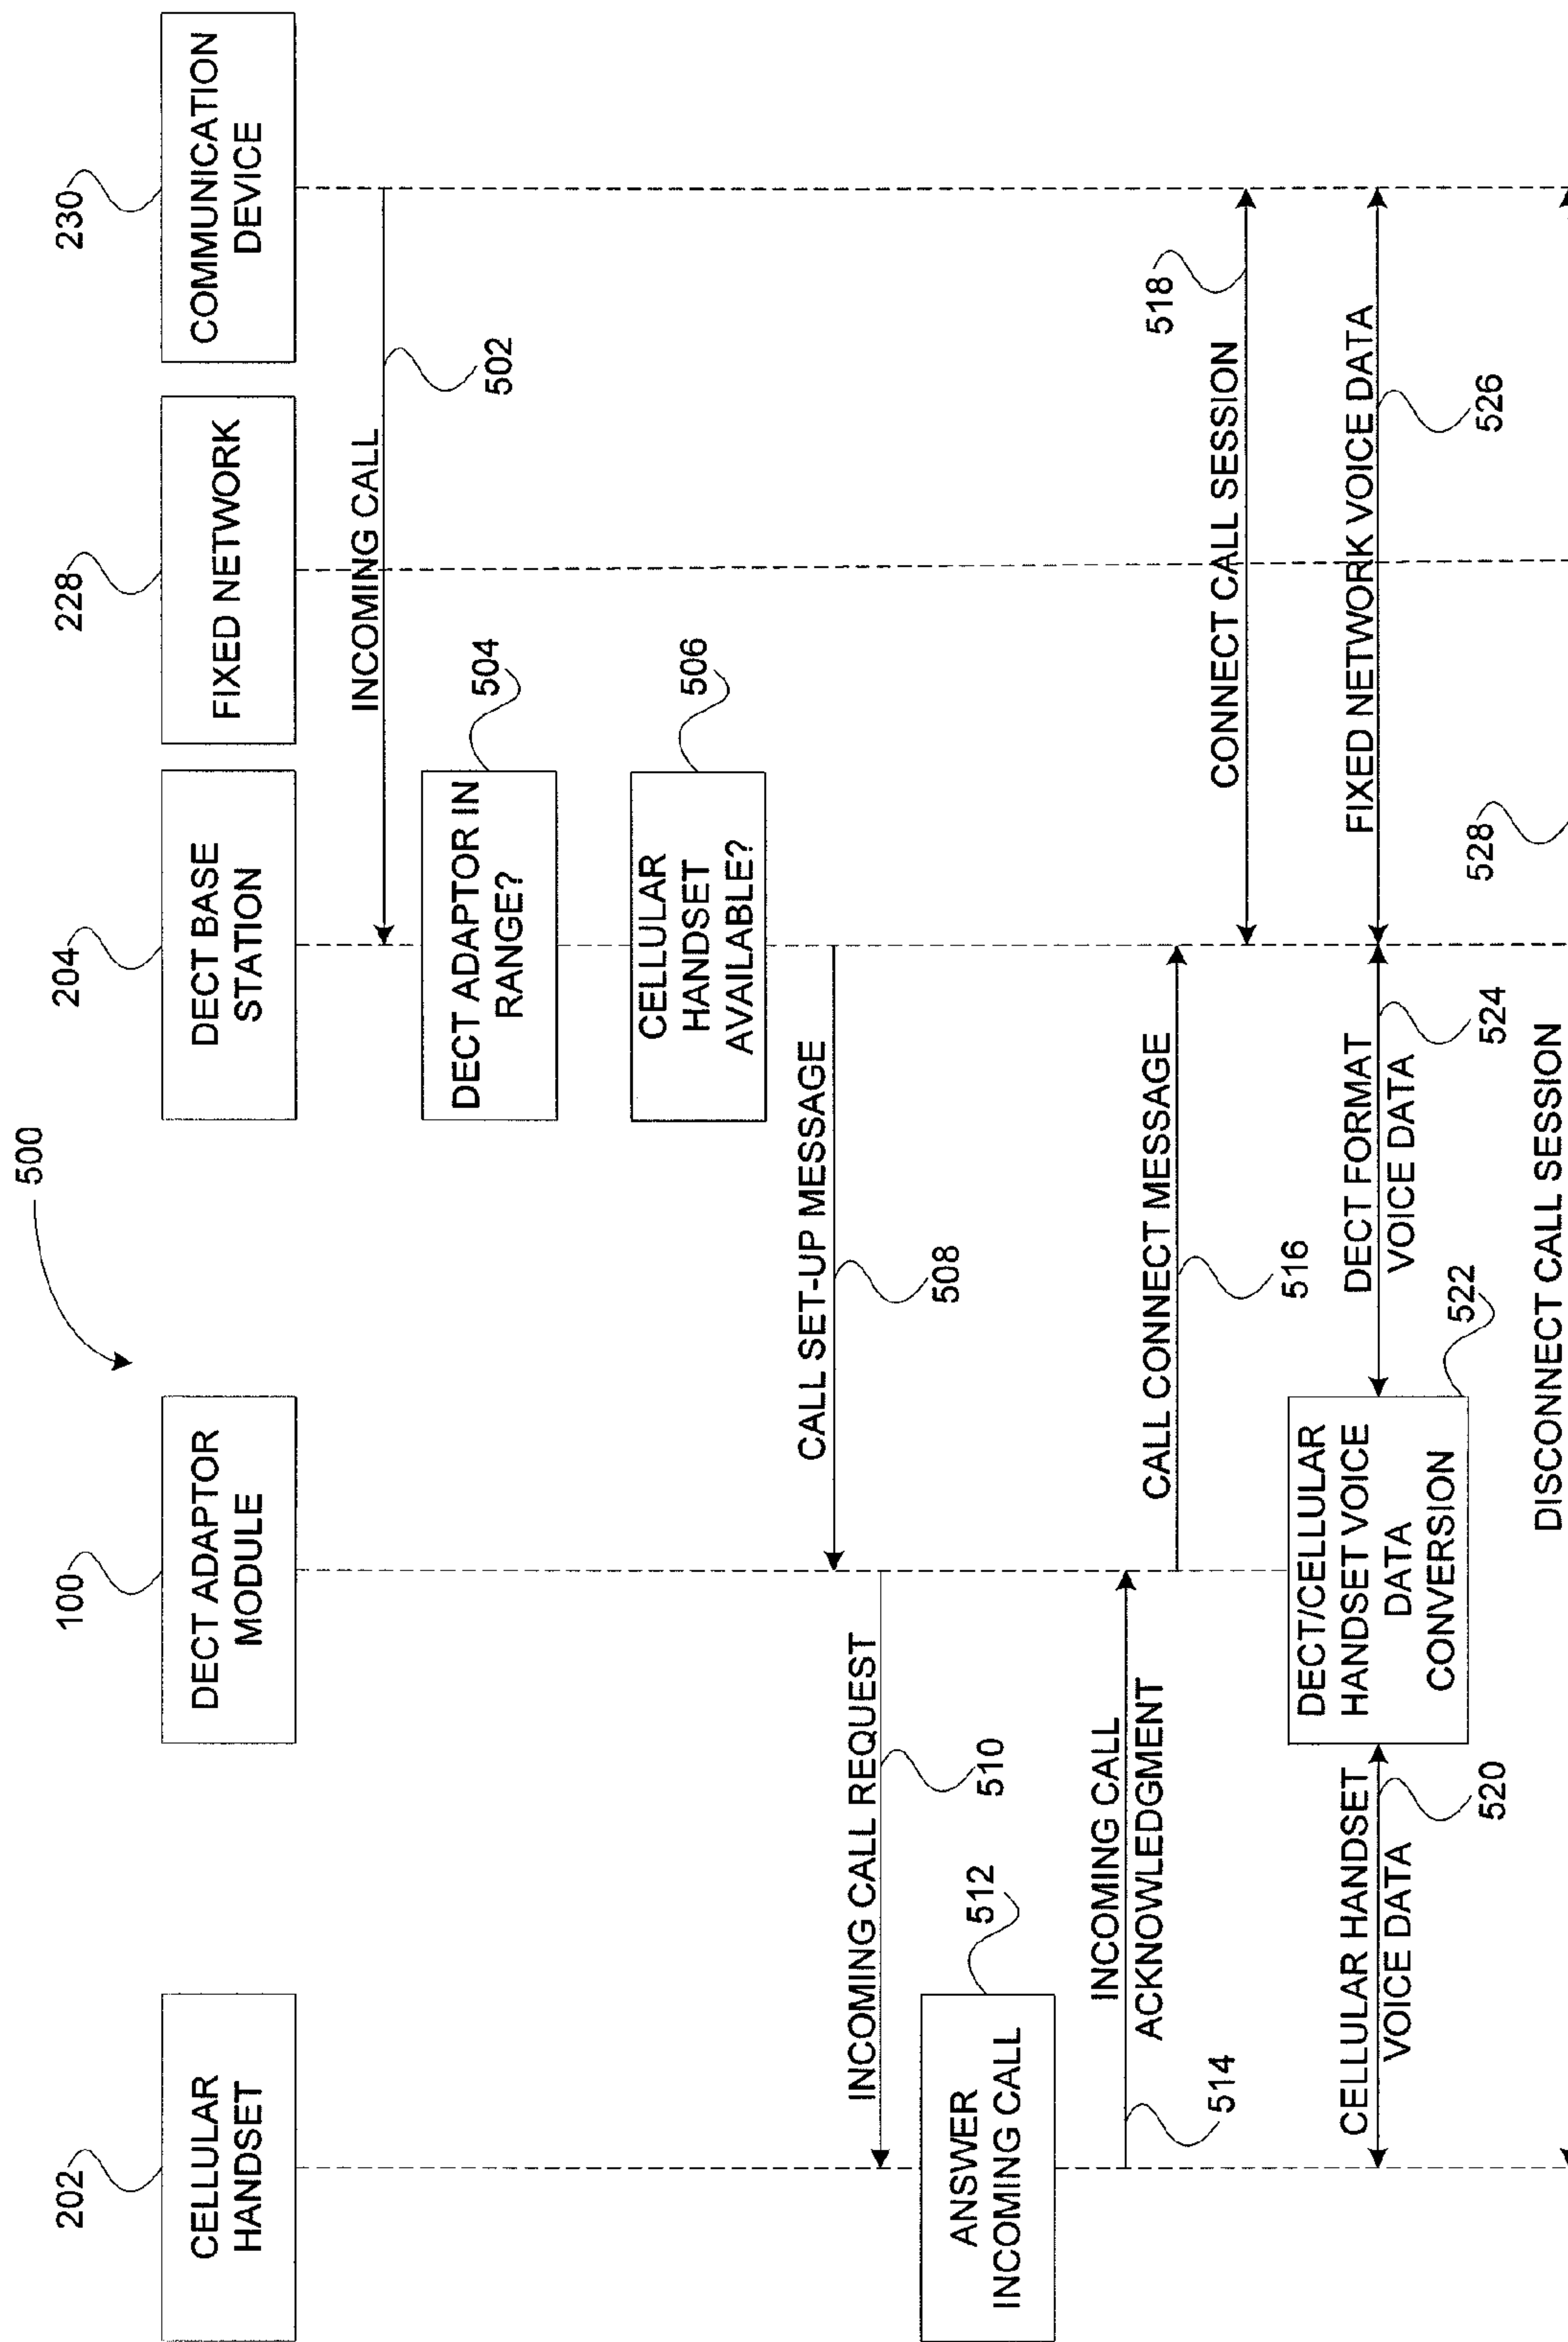 500
202
100
204
228
230
CELLULAR
HANDSET
DECT ADAPTOR
MODULE
DECT BASE
STATION
FIXED NETWORK
COMMUNICATION
DEVICE
INCOMING CALL
502
DECT ADAPTOR IN
RANGE?
504
CELLULAR
HANDSET
AVAILABLE?
506
CALL SET-UP MESSAGE
508
INCOMING CALL REQUEST
510
ANSWER
INCOMING CALL
512
INCOMING CALL
ACKNOWLEDGMENT
514
CALL CONNECT MESSAGE
516
CONNECT CALL SESSION
518
CELLULAR HANDSET
VOICE DATA
520
DECT/CELLULAR
HANDSET VOICE
DATA
CONVERSION
522
DECT FORMAT
VOICE DATA
524
FIXED NETWORK VOICE DATA
526
DISCONNECT CALL SESSION
528